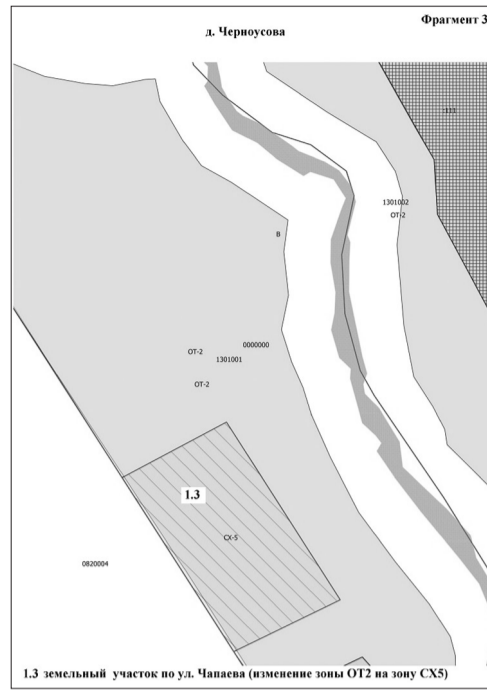 Фрагмент 3
д. Черноусова
111
1301002
ОТ-2
В
0000000
ОТ-2
1301001
ОТ-2
1.3
СХ-5
0820004
1.3 земельный участок по ул. Чапаева (изменение зоны ОТ2 на зону СХ5)